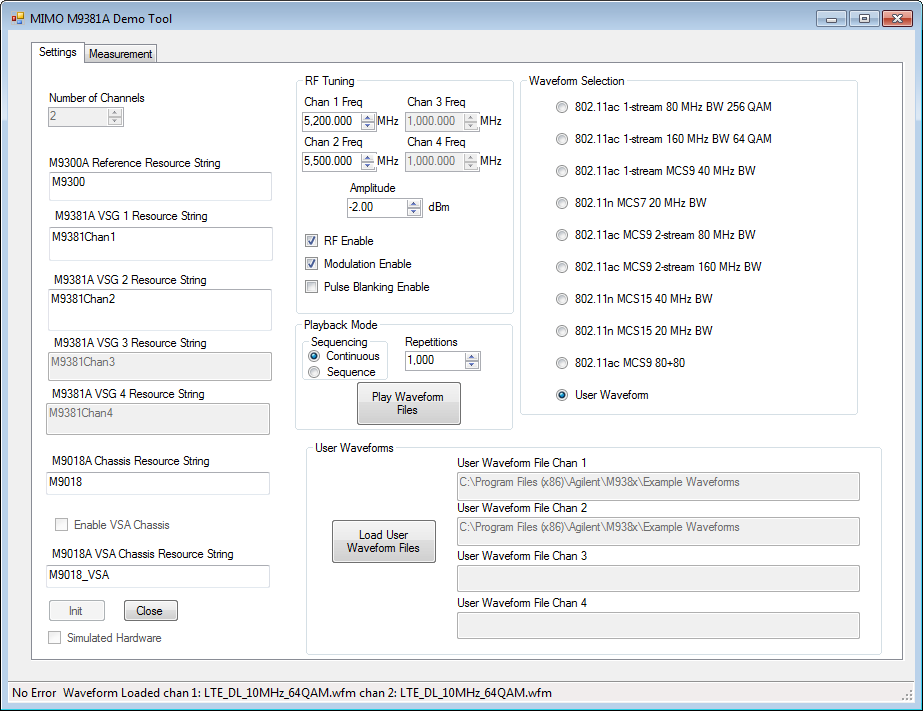 MIMO M9381A Demo Tool
Settings
Measurement
Number of Channels
2
M9300A Reference Resource String
M9300
M9381A VSG 1 Resource String
M9381Chan1
M9381A VSG 2 Resource String
M9381Chan2
M9381A VSG 3 Resource String
M9381Chan3
M9381A VSG 4 Resource String
M9381Chan4
M9018A Chassis Resource String
M9018
Enable VSA Chassis
M9018A VSA Chassis Resource String
M9018_VSA
Init
Close
Simulated Hardware
RF Tuning
Chan 1 Freq
5,200.000 MHz
Chan 3 Freq
1,000.000 MHz
Chan 2 Freq
5,500.000 MHz
Chan 4 Freq
1,000.000 MHz
Amplitude
-2.00 dBm
RF Enable
Modulation Enable
Pulse Blanking Enable
Playback Mode
Sequencing
Continuous
Sequence
Repetitions
1,000
Play Waveform
Files
Waveform Selection
802.11ac 1-stream 80 MHz BW 256 QAM
802.11ac 1-stream 160 MHz BW 64 QAM
802.11ac 1-stream MCS9 40 MHz BW
802.11n MCS7 20 MHz BW
802.11ac MCS9 2-stream 80 MHz BW
802.11ac MCS9 2-stream 160 MHz BW
802.11n MCS15 40 MHz BW
802.11n MCS15 20 MHz BW
802.11ac MCS9 80+80
User Waveform
User Waveforms
Load User
Waveform Files
User Waveform File Chan 1
C:\Program Files (x86)\Agilent\M938x\Example Waveforms
User Waveform File Chan 2
C:\Program Files (x86)\Agilent\M938x\Example Waveforms
User Waveform File Chan 3
User Waveform File Chan 4
No Error Waveform Loaded chan 1: LTE_DL_10MHz_64QAM.wfm chan 2: LTE_DL_10MHz_64QAM.wfm